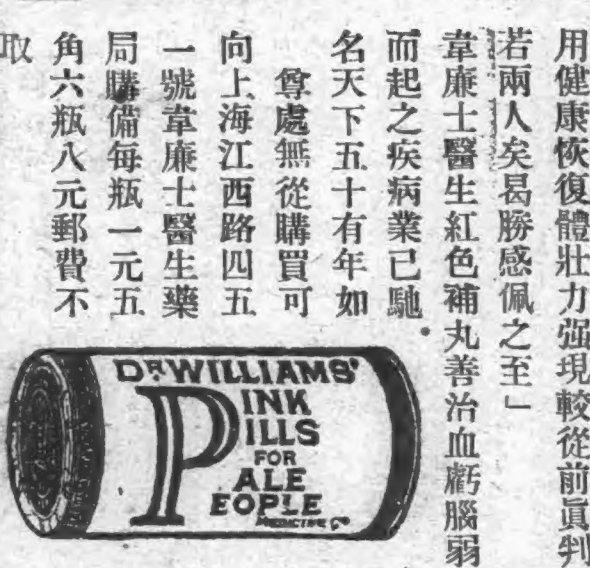 用健康恢復體壯力强現較從前眞判
若兩人矣曷勝感佩之至」
韋廉士醫生紅色補丸善治血虧腦弱
而起之疾病業已馳
名天下五十有年如
尊處無從購買可
向上海江西路四五
一號韋廉士醫生藥
局購備每瓶一元五
角六瓶八元郵費不
取
DR WILLIAMS'
PINK
PILLS
FOR
PALE
PEOPLE
MEDICINE Co